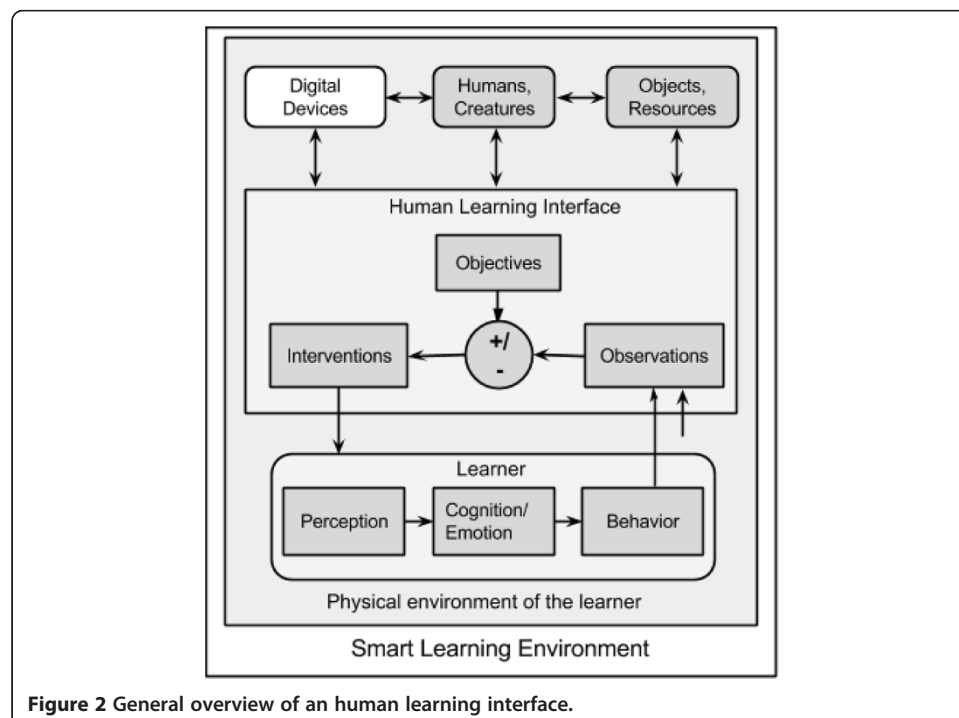 Digital
Devices
Humans,
Creatures
Objects,
Resources
Human Learning Interface
Objectives
+/
-
Interventions
Observations
Learner
Perception
Cognition/
Emotion
Behavior
Physical environment of the learner
Smart Learning Environment
Figure 2 General overview of an human learning interface.